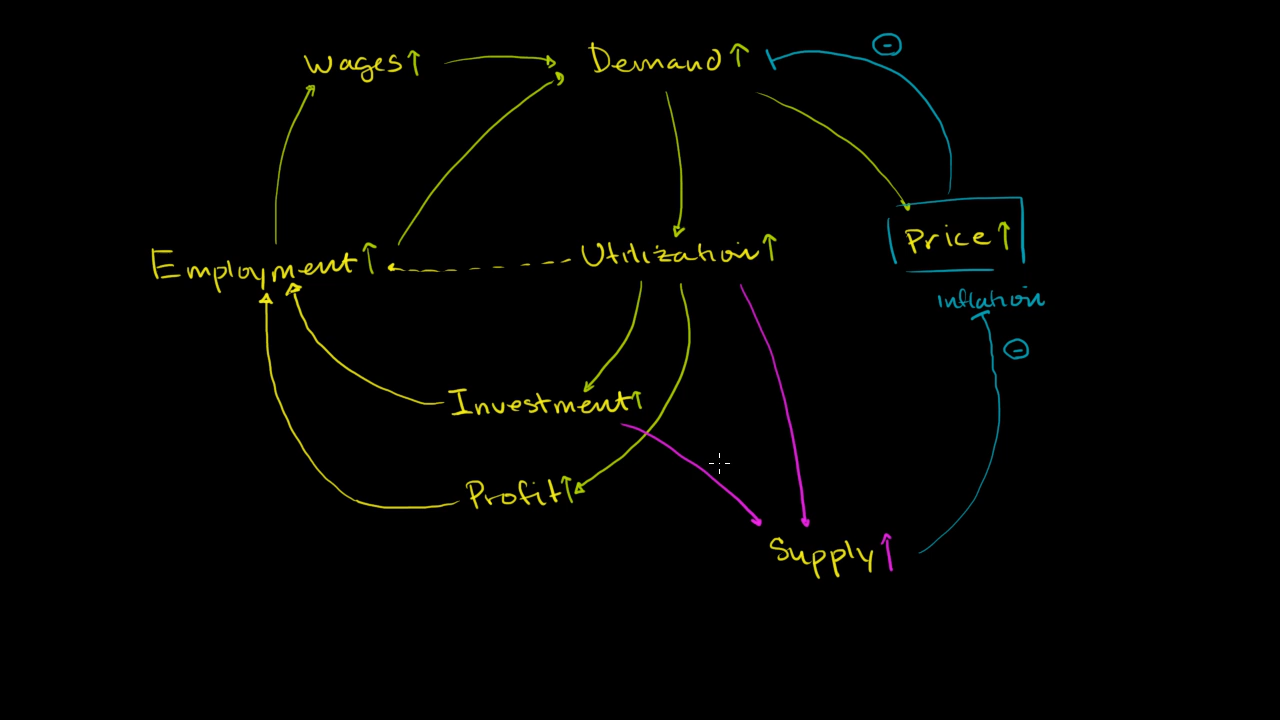 Wages↑
Demand↑
-
Employment↑
Utilization↑
Price↑
Inflation
-
Investment↑
Profit↑
Supply↑